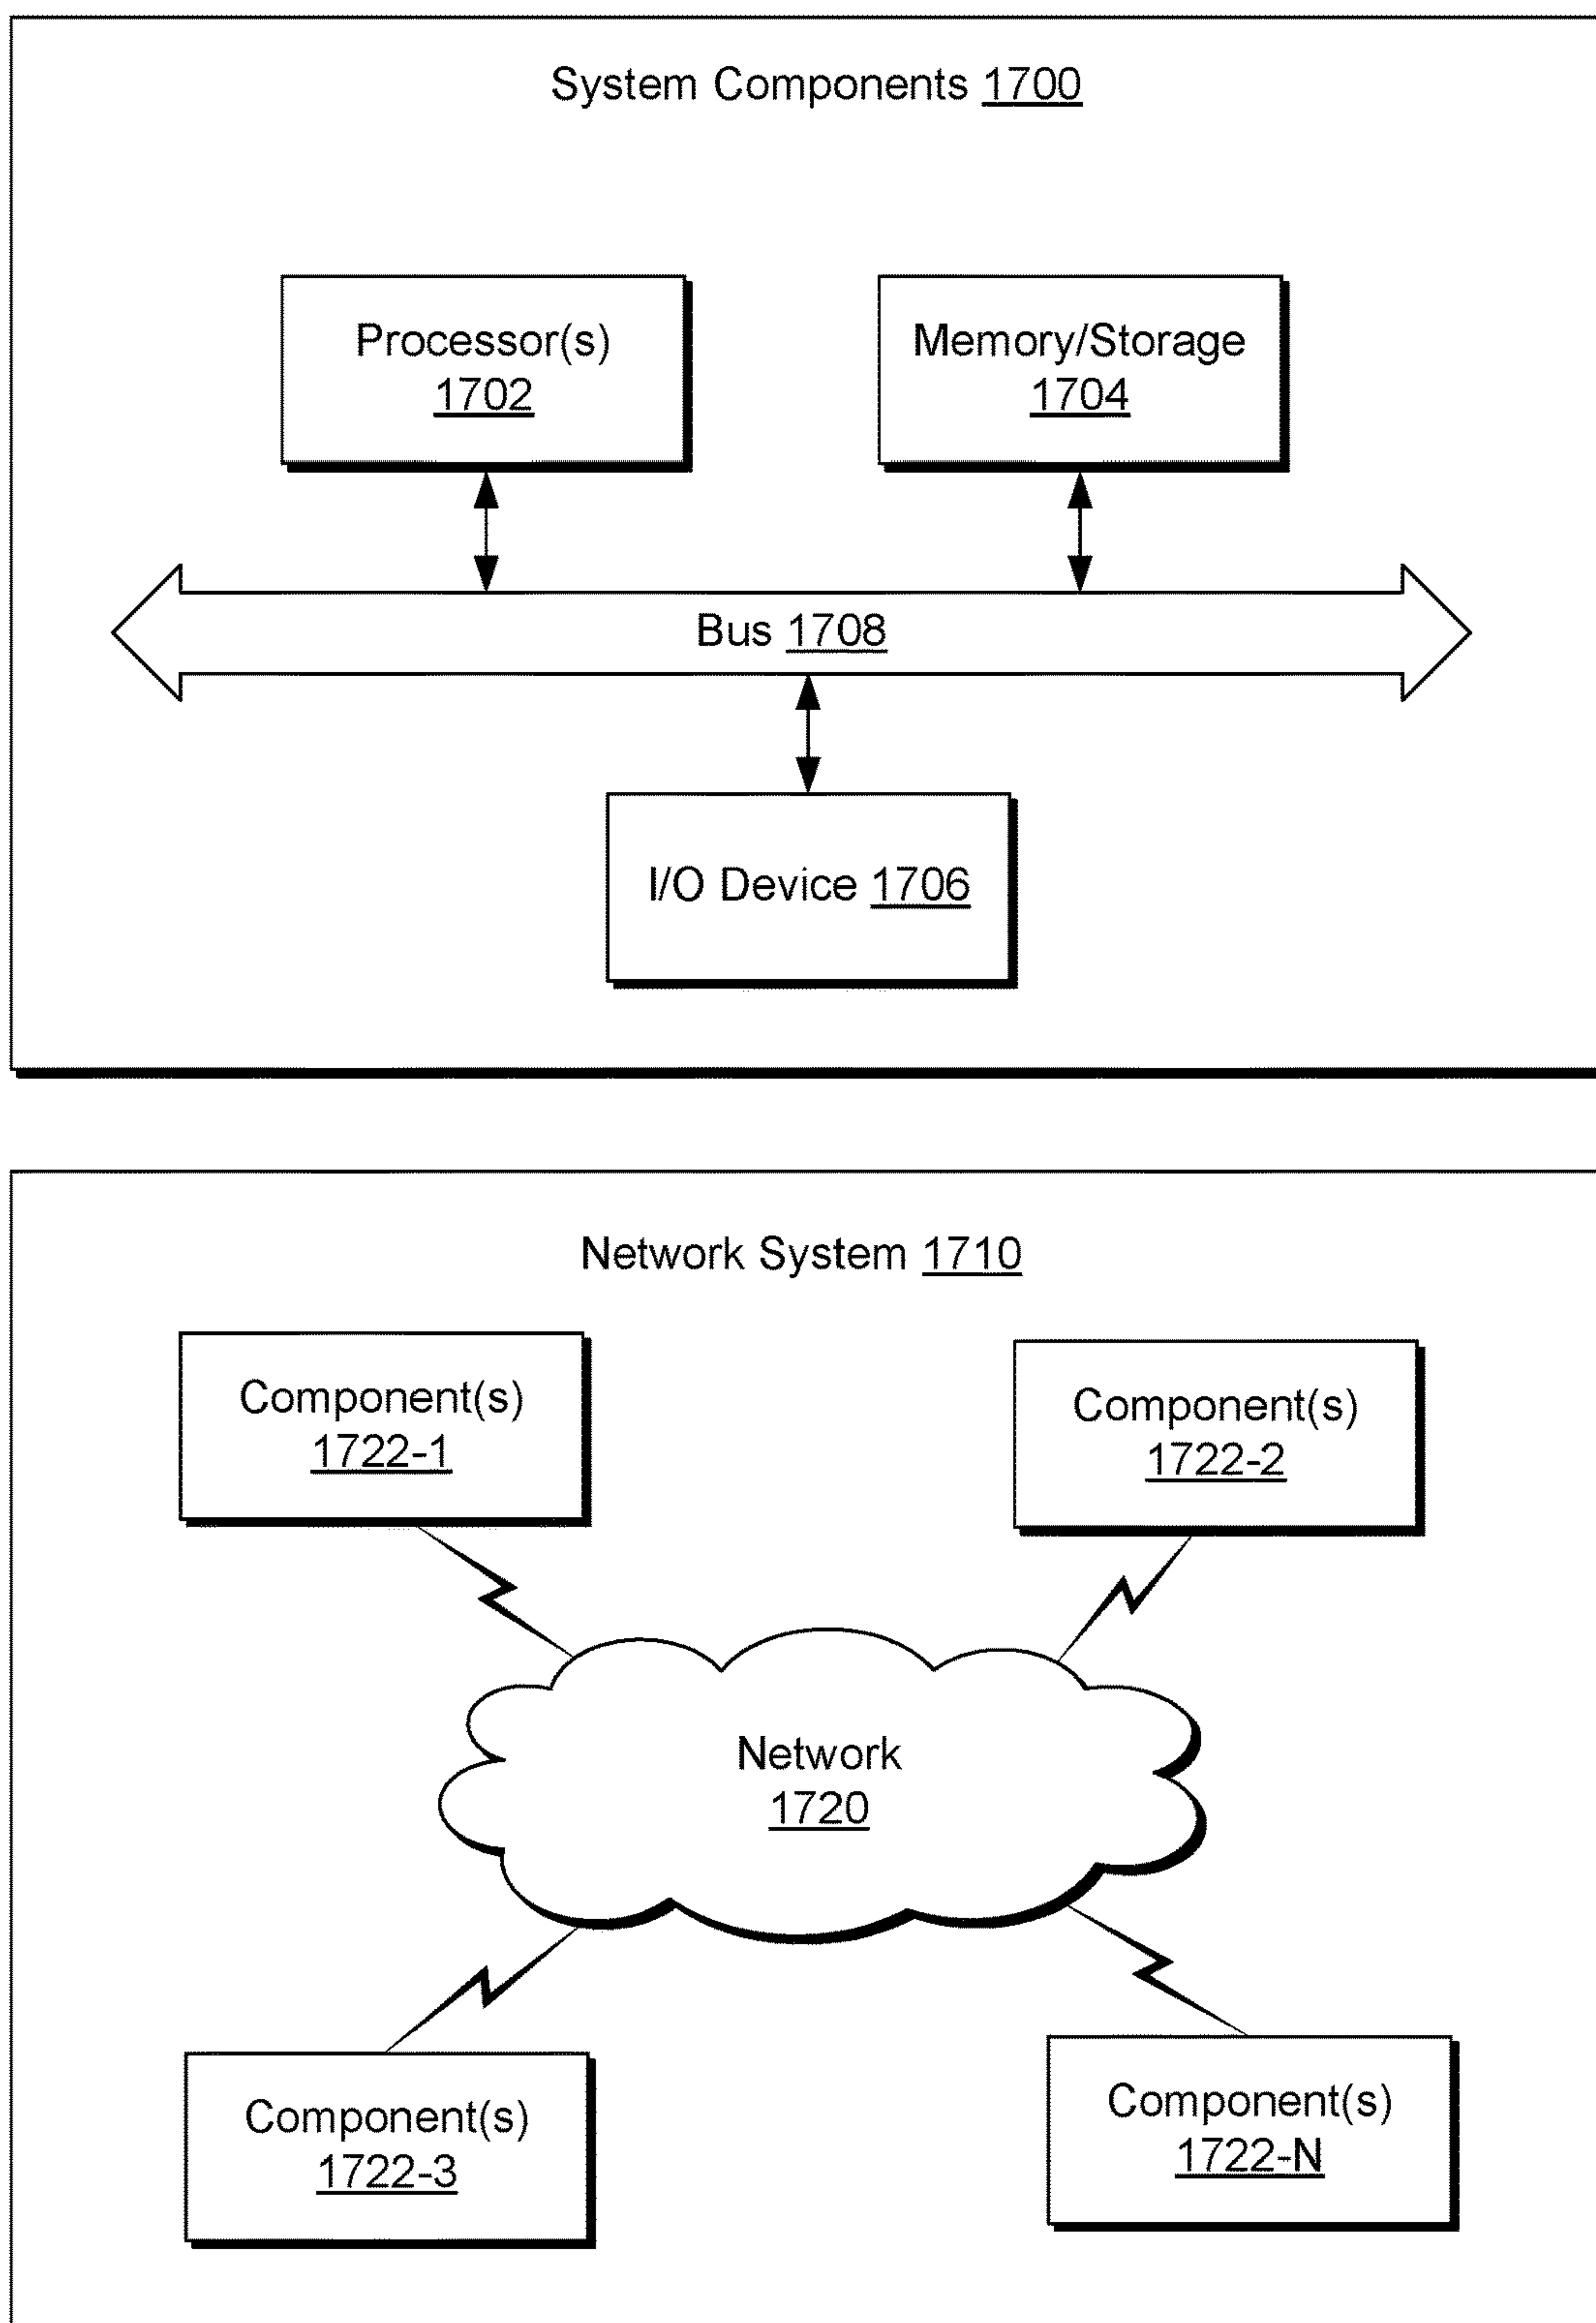 System Components 1700
Processor(s)
1702
Memory/Storage
1704
Bus 1708
I/O Device 1706
Network System 1710
Component(s)
1722-1
Component(s)
1722-2
Network
1720
Component(s)
1722-3
Component(s)
1722-N